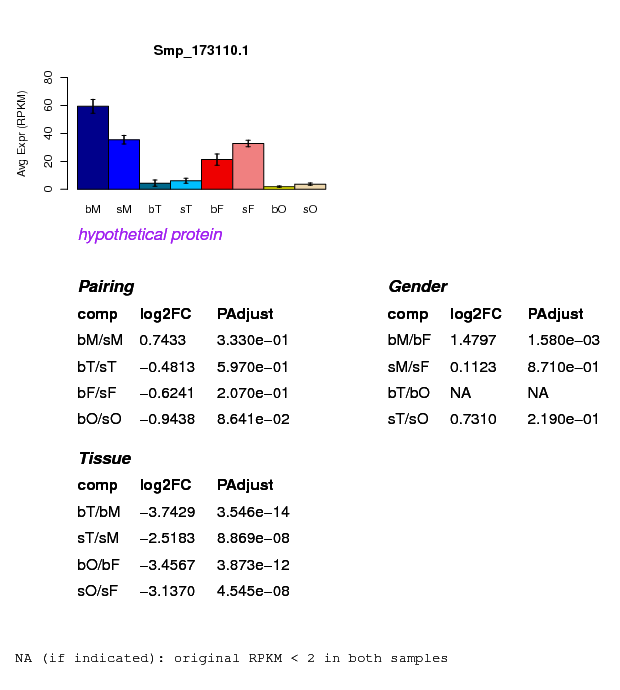 Smp_173110.1
Avg Expr (RPKM)
80
60
40
20
0
bM sM bT sT bF sF bO sO
hypothetical protein
Pairing
comp log2FC PAdjust
bM/sM 0.7433 3.330e−01
bT/sT −0.4813 5.970e−01
bF/sF −0.6241 2.070e−01
bO/sO −0.9438 8.641e−02
Gender
comp log2FC PAdjust
bM/bF 1.4797 1.580e−03
sM/sF 0.1123 8.710e−01
bT/bO NA NA
sT/sO 0.7310 2.190e−01
Tissue
comp log2FC PAdjust
bT/bM −3.7429 3.546e−14
sT/sM −2.5183 8.869e−08
bO/bF −3.4567 3.873e−12
sO/sF −3.1370 4.545e−08
NA (if indicated): original RPKM < 2 in both samples